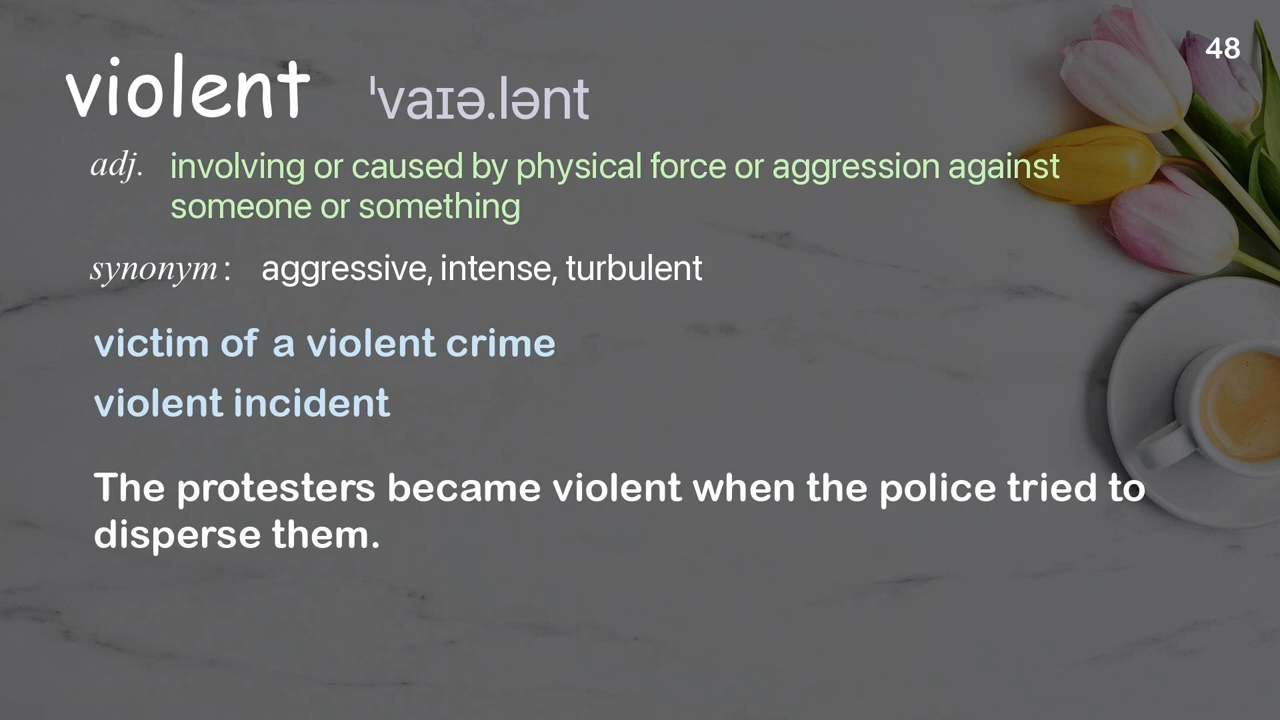 48
violent ˈvaɪə.lənt
adj. involving or caused by physical force or aggression against
someone or something
synonym: aggressive, intense, turbulent
victim of a violent crime
violent incident
The protesters became violent when the police tried to
disperse them.